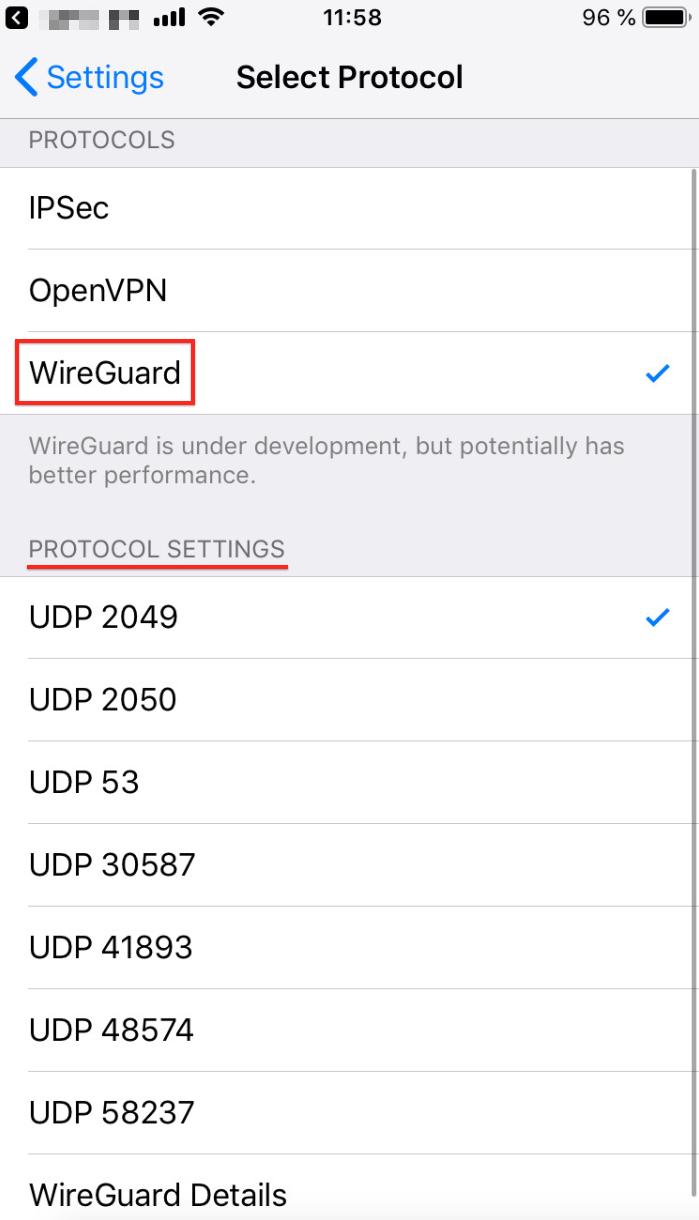 11:58
96 %
Settings
Select Protocol
PROTOCOLS
IPSec
OpenVPN
WireGuard
WireGuard is under development, but potentially has
better performance.
PROTOCOL SETTINGS
UDP 2049
UDP 2050
UDP 53
UDP 30587
UDP 41893
UDP 48574
UDP 58237
WireGuard Details